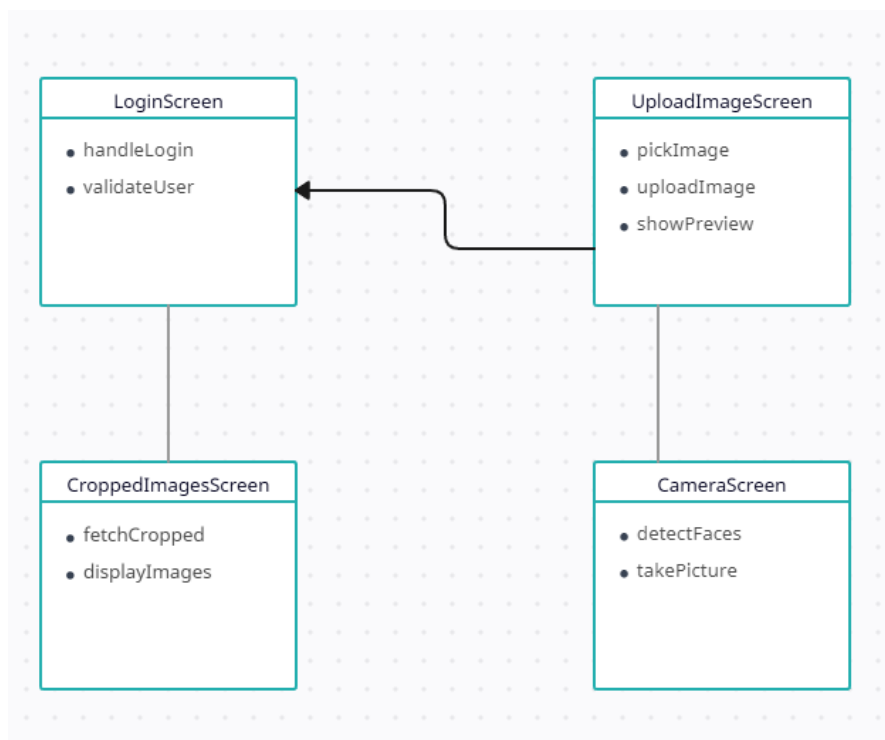 LoginScreen
handleLogin
validateUser
UploadImageScreen
pickImage
uploadImage
showPreview
CroppedImagesScreen
fetchCropped
displayImages
CameraScreen
detectFaces
takePicture